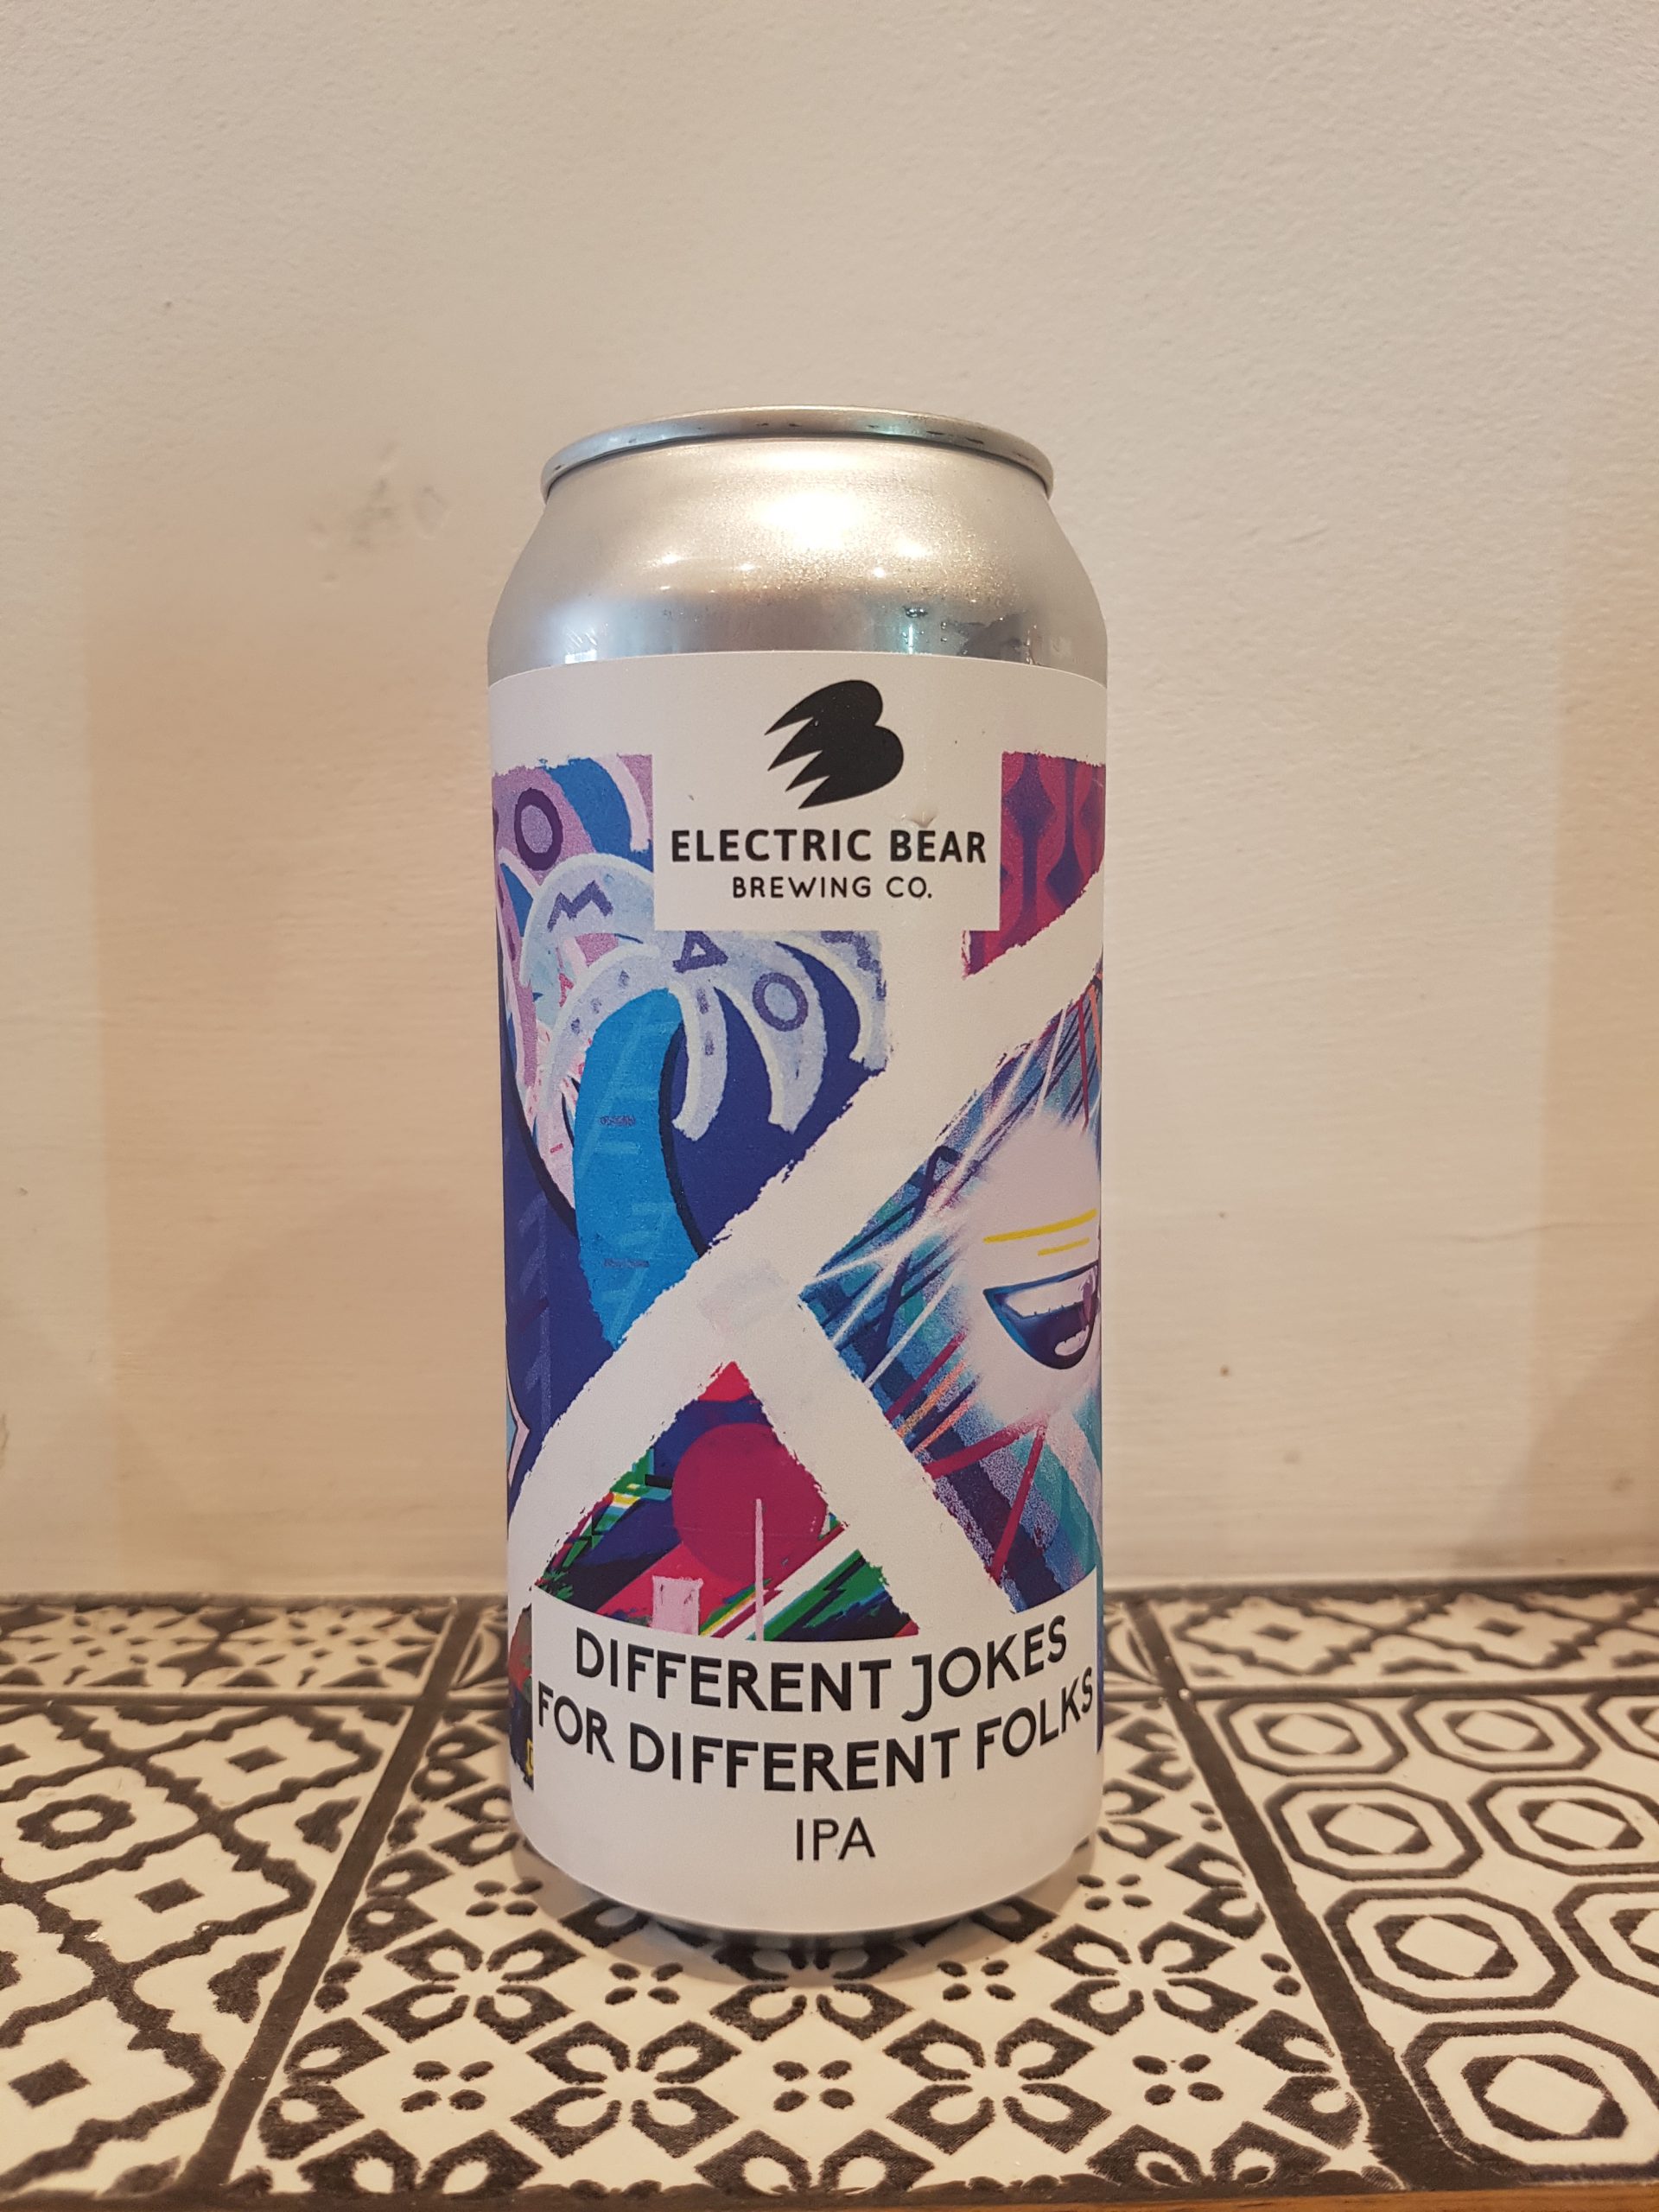 ELECTRIC BEAR
BREWING CO.
DIFFERENT JOKES
FOR DIFFERENT FOLKS
IPA